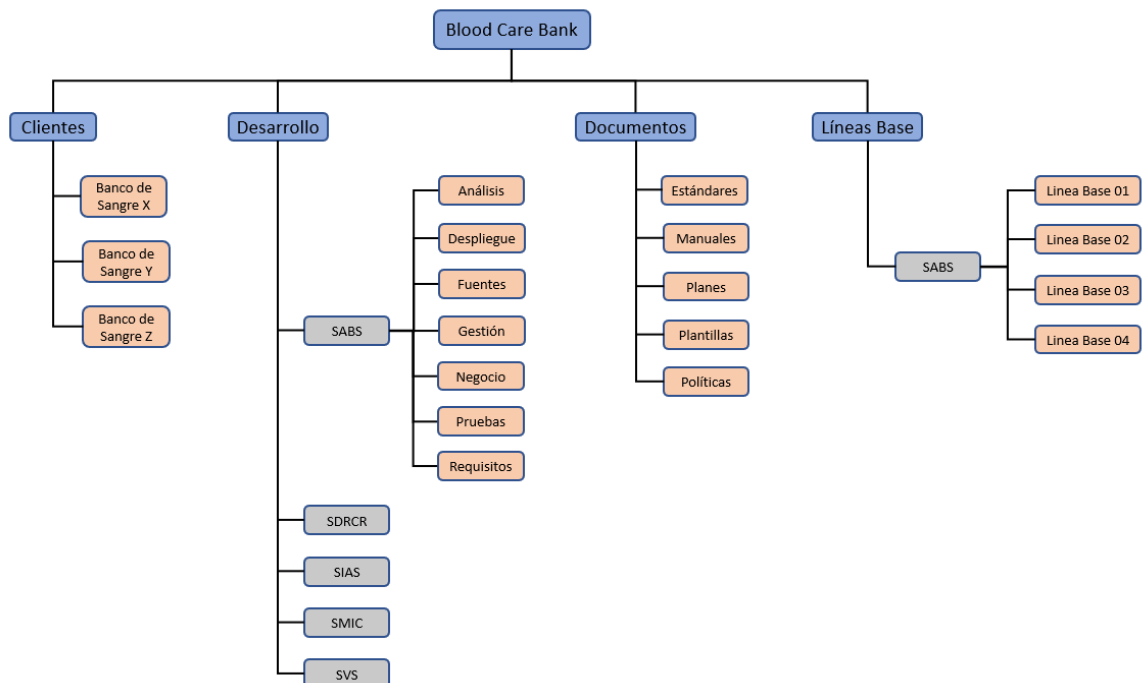 Blood Care Bank
Clientes
Desarrollo
Documentos
Líneas Base
Banco de
Sangre X
Banco de
Sangre Y
Banco de
Sangre Z
SABS
Análisis
Despliegue
Fuentes
Gestión
Negocio
Pruebas
Requisitos
SDRCR
SIAS
SMIC
SVS
Estándares
Manuales
Planes
Plantillas
Políticas
SABS
Linea Base 01
Linea Base 02
Linea Base 03
Linea Base 04